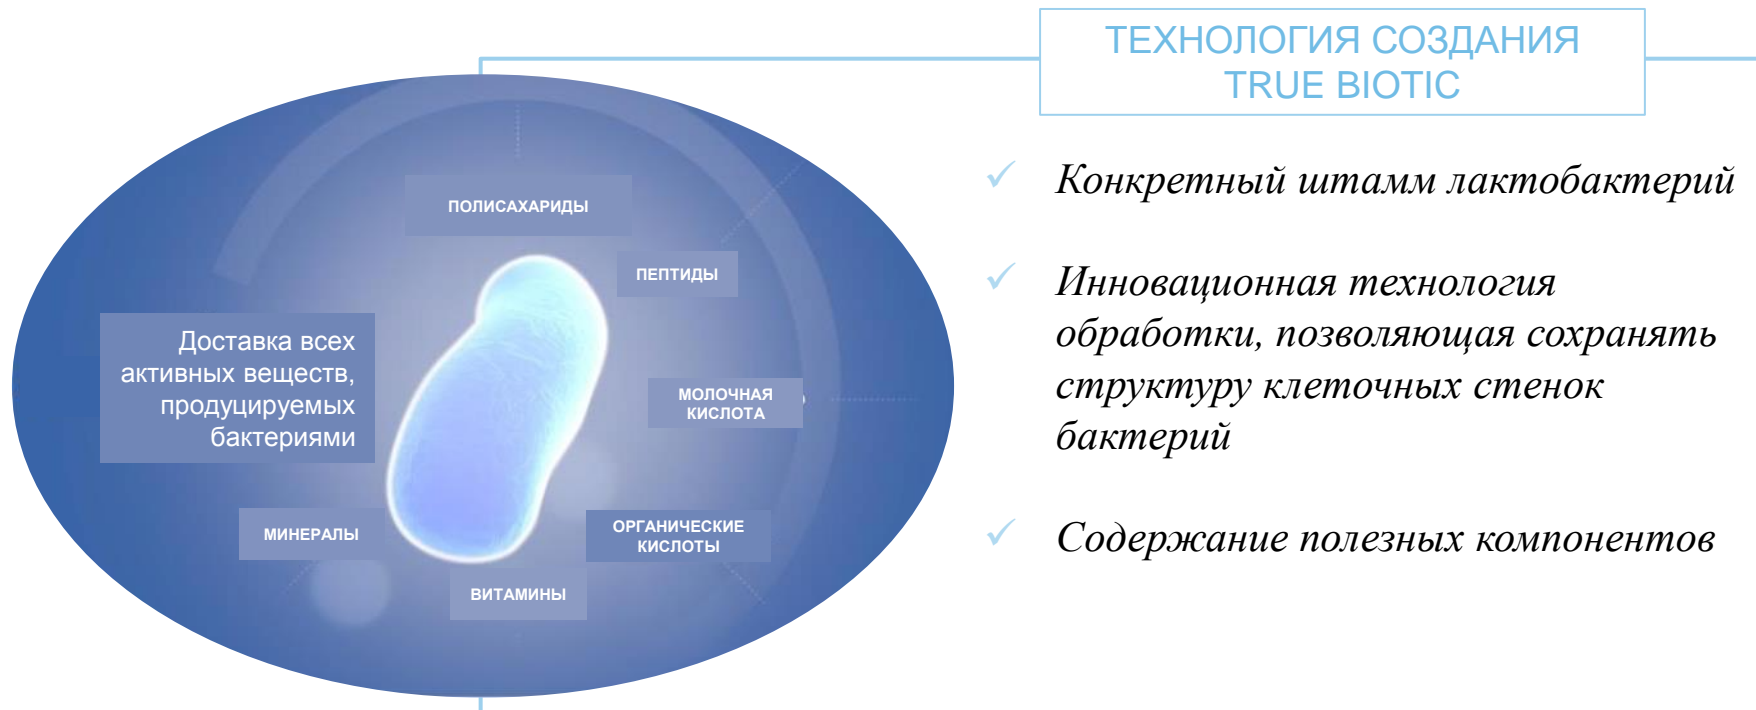 ТЕХНОЛОГИЯ СОЗДАНИЯ
TRUE BIOTIC
ПОЛИСАХАРИДЫ
ПЕПТИДЫ
Доставка всех
активных веществ,
продуцируемых
бактериями
МОЛОЧНАЯ
КИСЛОТА
МИНЕРАЛЫ
ОРГАНИЧЕСКИЕ
КИСЛОТЫ
ВИТАМИНЫ
Конкретный штамм лактобактерий
Инновационная технология
обработки, позволяющая сохранять
структуру клеточных стенок
бактерий
Содержание полезных компонентов